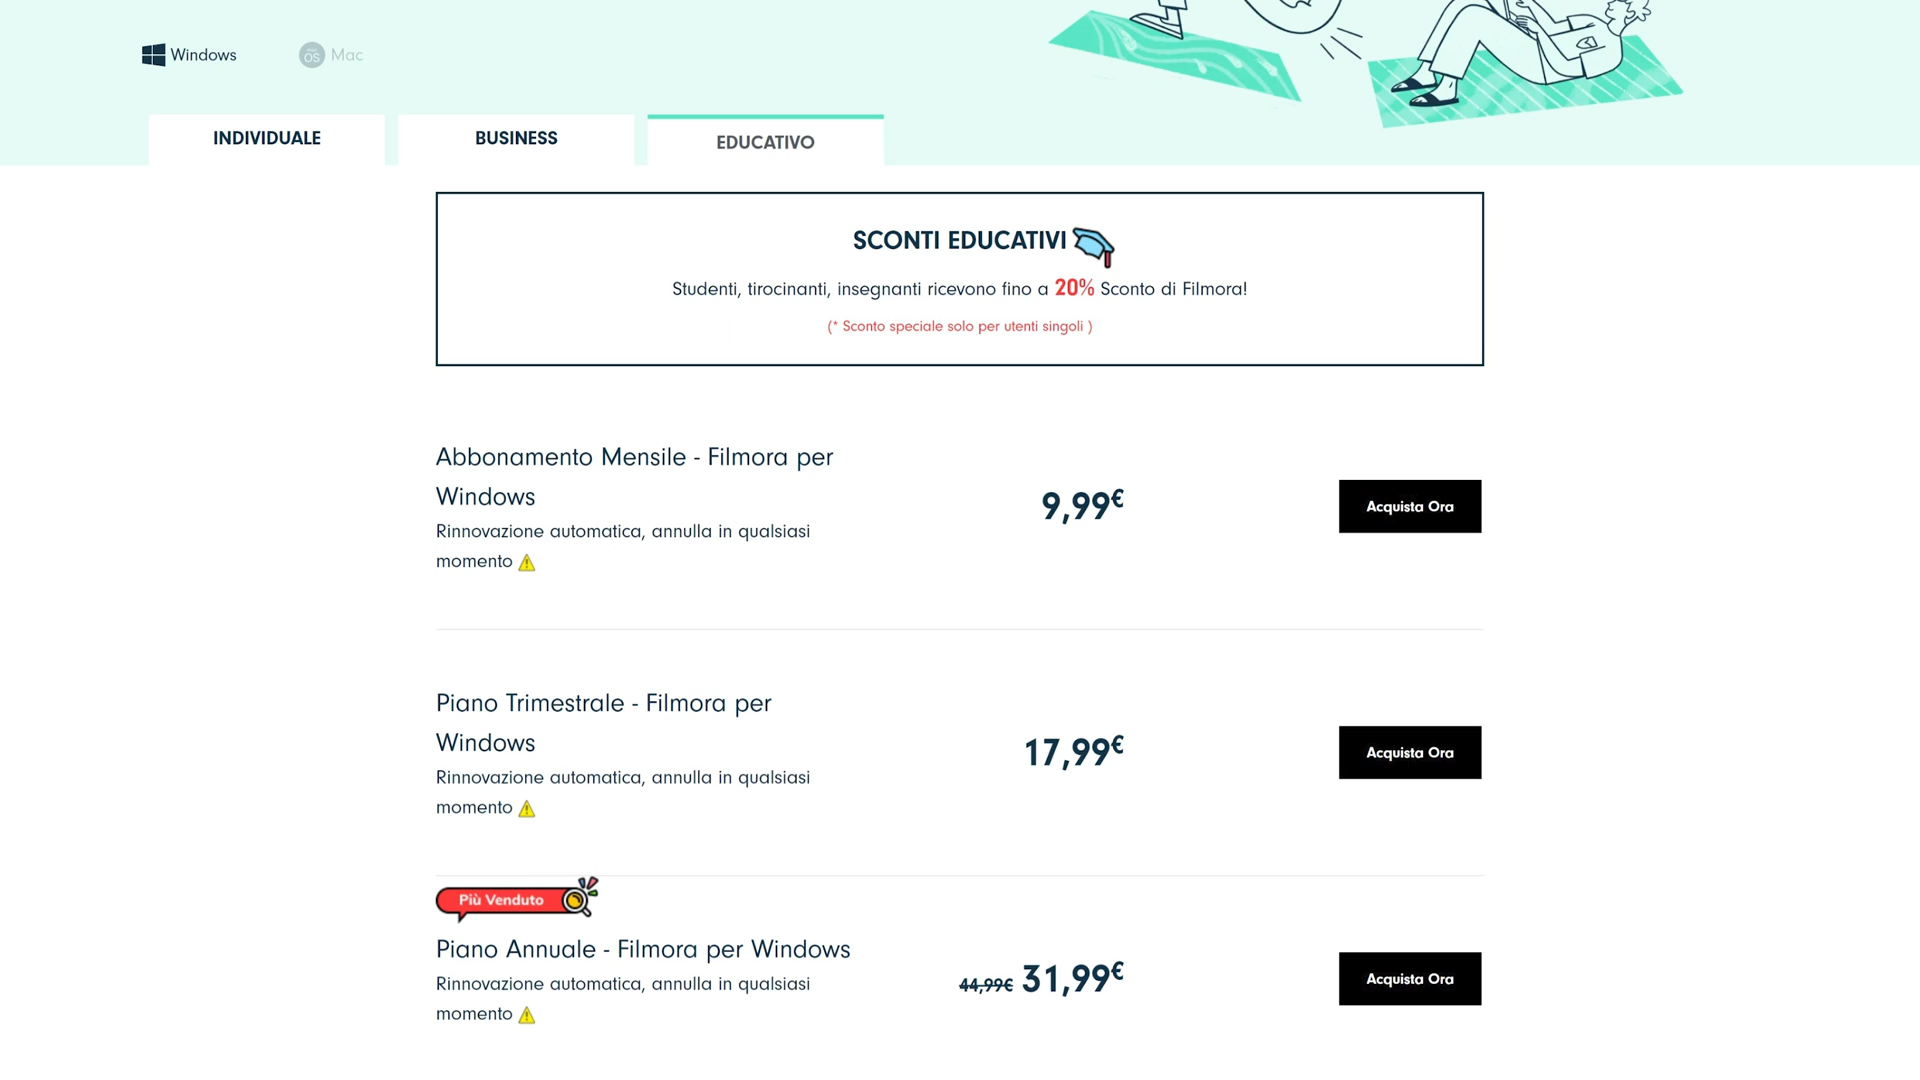 Windows
Mac
INDIVIDUALE
BUSINESS
EDUCATIVO
SCONTI EDUCATIVI
Studenti, tirocinanti, insegnanti ricevono fino a 20% Sconto di Filmora!
(* Sconto speciale solo per utenti singoli )
Abbonamento Mensile - Filmora per
Windows
Rinnovazione automatica, annulla in qualsiasi
momento
9,99€
Acquista Ora
Piano Trimestrale - Filmora per
Windows
Rinnovazione automatica, annulla in qualsiasi
momento
17,99€
Acquista Ora
Più Venduto
Piano Annuale - Filmora per Windows
Rinnovazione automatica, annulla in qualsiasi
momento
44,99€ 31,99€
Acquista Ora